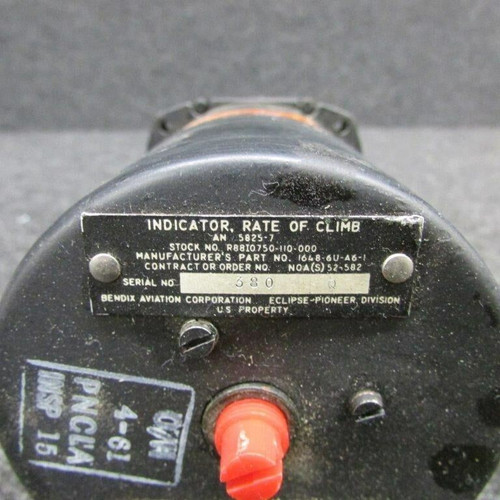 INDICATOR, RATE OF CLIMB
AN 5825-7
STOCK NO. R88I0750-110-000
MANUFACTURER'S PART NO. 1648-6U-A6-1
CONTRACT OR ORDER NO. NOA(S) 52-582
SERIAL NO 380 0
BENDIX AVIATION CORPORATION ECLIPSE-PIONEER DIVISION
U.S. PROPERTY
O/H
4-61
PNCLA
INSP 15